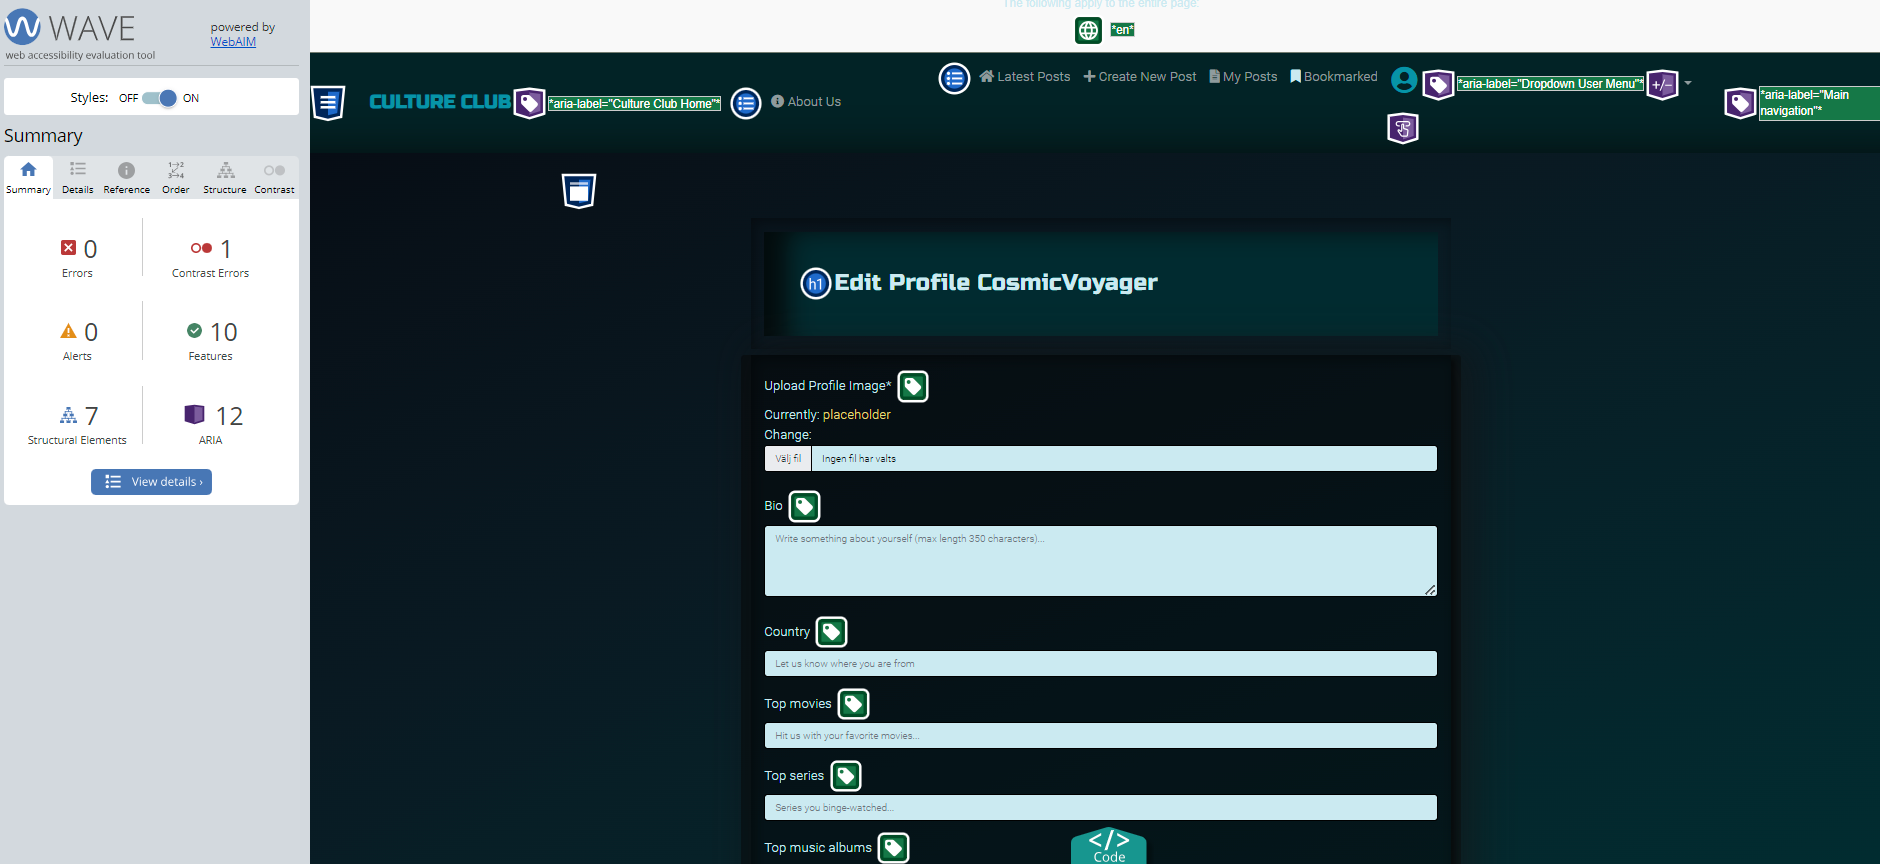 WAVE
web accessibility evaluation tool
powered by
WebAIM
Styles: OFF ON
Summary
Summary Details Reference Order Structure Contrast
0 Errors
1 Contrast Errors
0 Alerts
10 Features
7 Structural Elements
12 ARIA
View details ›
The following apply to the entire page:
*en*
CULTURE CLUB
*aria-label="Culture Club Home"*
About Us
Latest Posts
Create New Post
My Posts
Bookmarked
*aria-label="Dropdown User Menu"*
+/−
*aria-label="Main
navigation"*
h1 Edit Profile CosmicVoyager
Upload Profile Image*
Currently: placeholder
Change:
Välj fil Ingen fil har valts
Bio
Write something about yourself (max length 350 characters)...
Country
Let us know where you are from
Top movies
Hit us with your favorite movies...
Top series
Series you binge-watched...
Top music albums
</>
Code